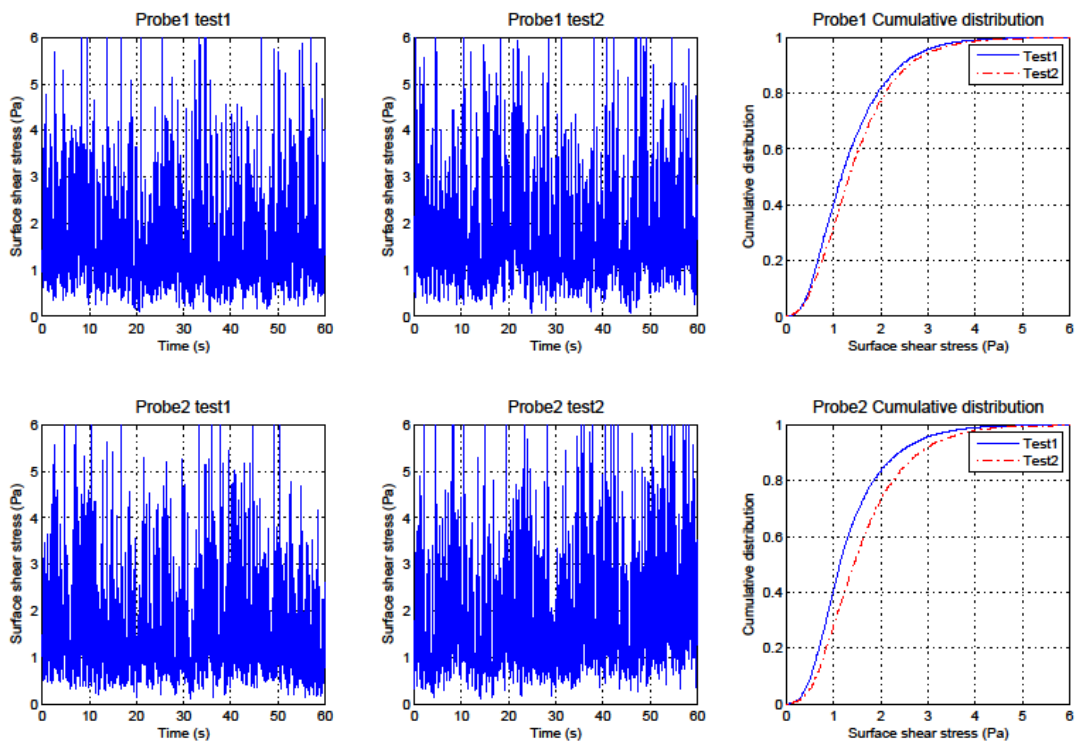 Probe1 test1
Probe1 test2
Probe1 Cumulative distribution
Surface shear stress (Pa)
6
5
4
3
2
1
0
0 10 20 30 40 50 60
Time (s)
Surface shear stress (Pa)
6
5
4
3
2
1
0
0 10 20 30 40 50 60
Time (s)
Cumulative distribution
1
0.8
0.6
0.4
0.2
0
Test1
Test2
0 1 2 3 4 5 6
Surface shear stress (Pa)
Probe2 test1
Probe2 test2
Probe2 Cumulative distribution
Surface shear stress (Pa)
6
5
4
3
2
1
0
0 10 20 30 40 50 60
Time (s)
Surface shear stress (Pa)
6
5
4
3
2
1
0
0 10 20 30 40 50 60
Time (s)
Cumulative distribution
1
0.8
0.6
0.4
0.2
0
Test1
Test2
0 1 2 3 4 5 6
Surface shear stress (Pa)